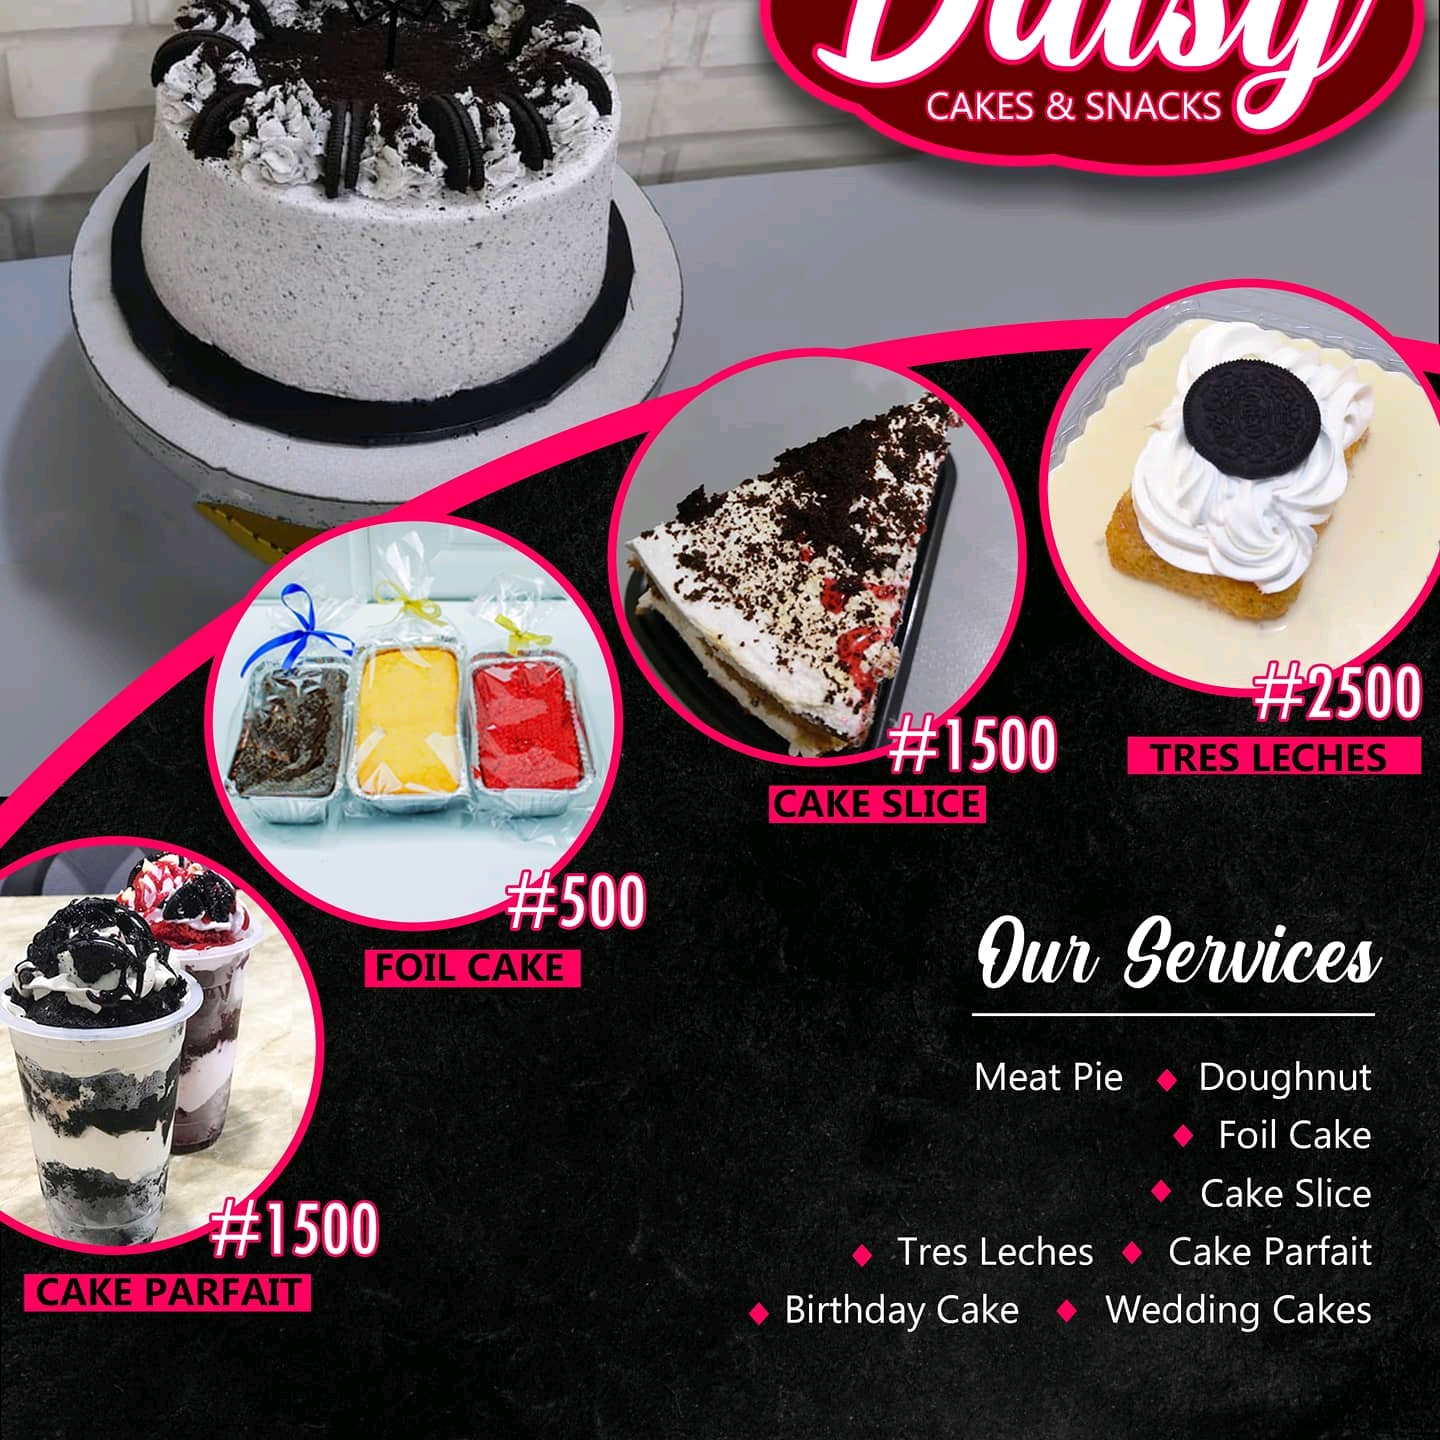 Daisy
CAKES & SNACKS
#2500
TRES LECHES
#1500
CAKE SLICE
#500
FOIL CAKE
#1500
CAKE PARFAIT
Our Services
Meat Pie ♦ Doughnut
♦ Foil Cake
♦ Cake Slice
♦ Tres Leches ♦ Cake Parfait
♦ Birthday Cake ♦ Wedding Cakes